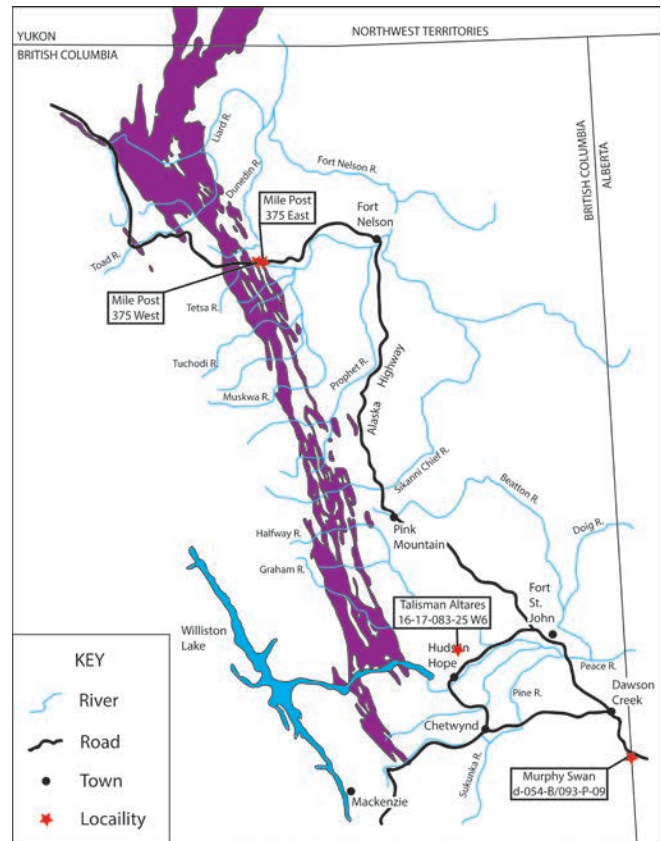 YUKON
NORTHWEST TERRITORIES
BRITISH COLUMBIA
Liard R.
Dunedin R.
Fort Nelson R.
BRITISH COLUMBIA
ALBERTA
Mile Post
375 East
Fort
Nelson
Toad R.
Mile Post
375 West
Tetsa R.
Tuchodi R.
Muskwa R.
Prophet R.
Alaska
Highway
Sikanni Chief R.
Beatton R.
Pink
Mountain
Doig R.
Halfway R.
Graham R.
Talisman Altares
16-17-083-25 W6
Fort
St.
John
Williston
Lake
Hudson
Hope
Peace R.
Pine R.
Dawson
Creek
Chetwynd
Sukunka R.
Murphy Swan
d-054-B/093-P-09
Mackenzie
KEY
River
Road
Town
Locaility